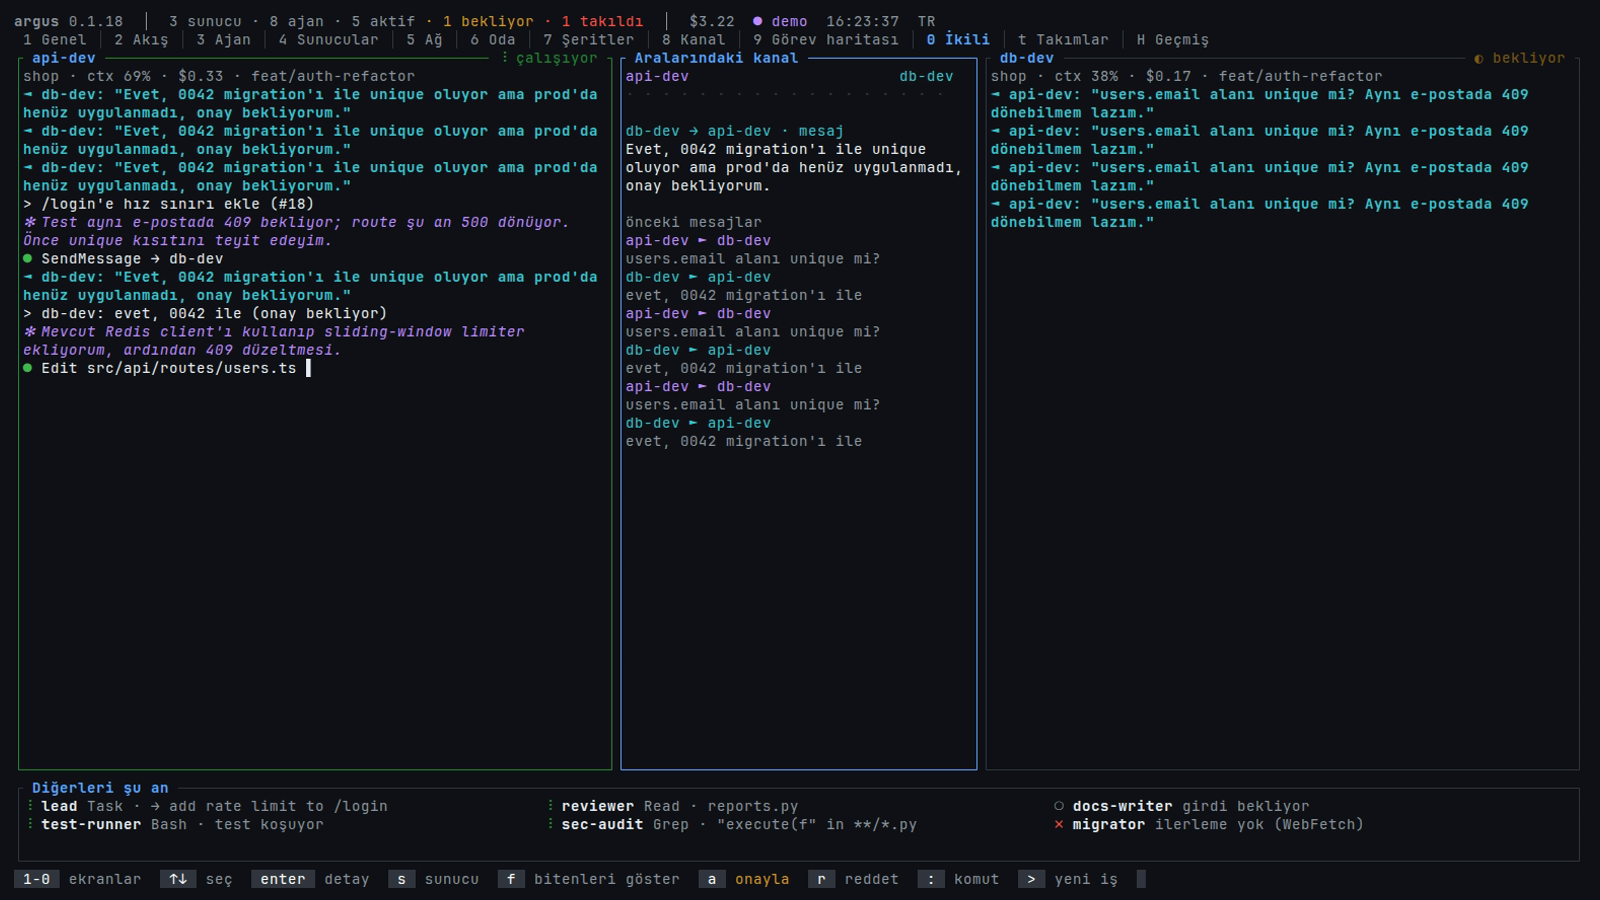 argus 0.1.18 │ 3 sunucu · 8 ajan · 5 aktif · 1 bekliyor · 1 takıldı │ $3.22 ● demo 16:23:37 TR
1 Genel │ 2 Akış │ 3 Ajan │ 4 Sunucular │ 5 Ağ │ 6 Oda │ 7 Şeritler │ 8 Kanal │ 9 Görev haritası │ 0 İkili │ t Takımlar │ H Geçmiş
api-dev ⋮ çalışıyor
shop · ctx 69% · $0.33 · feat/auth-refactor
◄ db-dev: "Evet, 0042 migration'ı ile unique oluyor ama prod'da
henüz uygulanmadı, onay bekliyorum."
◄ db-dev: "Evet, 0042 migration'ı ile unique oluyor ama prod'da
henüz uygulanmadı, onay bekliyorum."
◄ db-dev: "Evet, 0042 migration'ı ile unique oluyor ama prod'da
henüz uygulanmadı, onay bekliyorum."
> /login'e hız sınırı ekle (#18)
✻ Test aynı e-postada 409 bekliyor; route şu an 500 dönüyor.
Önce unique kısıtını teyit edeyim.
● SendMessage → db-dev
◄ db-dev: "Evet, 0042 migration'ı ile unique oluyor ama prod'da
henüz uygulanmadı, onay bekliyorum."
> db-dev: evet, 0042 ile (onay bekliyor)
✻ Mevcut Redis client'ı kullanıp sliding-window limiter
ekliyorum, ardından 409 düzeltmesi.
● Edit src/api/routes/users.ts
Aralarındaki kanal
api-dev db-dev
db-dev → api-dev · mesaj
Evet, 0042 migration'ı ile unique
oluyor ama prod'da henüz uygulanmadı,
onay bekliyorum.
önceki mesajlar
api-dev ► db-dev
users.email alanı unique mi?
db-dev ► api-dev
evet, 0042 migration'ı ile
api-dev ► db-dev
users.email alanı unique mi?
db-dev ► api-dev
evet, 0042 migration'ı ile
api-dev ► db-dev
users.email alanı unique mi?
db-dev ► api-dev
evet, 0042 migration'ı ile
db-dev ◐ bekliyor
shop · ctx 38% · $0.17 · feat/auth-refactor
◄ api-dev: "users.email alanı unique mi? Aynı e-postada 409
dönebilmem lazım."
◄ api-dev: "users.email alanı unique mi? Aynı e-postada 409
dönebilmem lazım."
◄ api-dev: "users.email alanı unique mi? Aynı e-postada 409
dönebilmem lazım."
◄ api-dev: "users.email alanı unique mi? Aynı e-postada 409
dönebilmem lazım."
Diğerleri şu an
⋮ lead Task · → add rate limit to /login ⋮ reviewer Read · reports.py ○ docs-writer girdi bekliyor
⋮ test-runner Bash · test koşuyor ⋮ sec-audit Grep · "execute(f" in **/*.py ✕ migrator ilerleme yok (WebFetch)
1-0 ekranlar ↑↓ seç enter detay s sunucu f bitenleri göster a onayla r reddet : komut > yeni iş